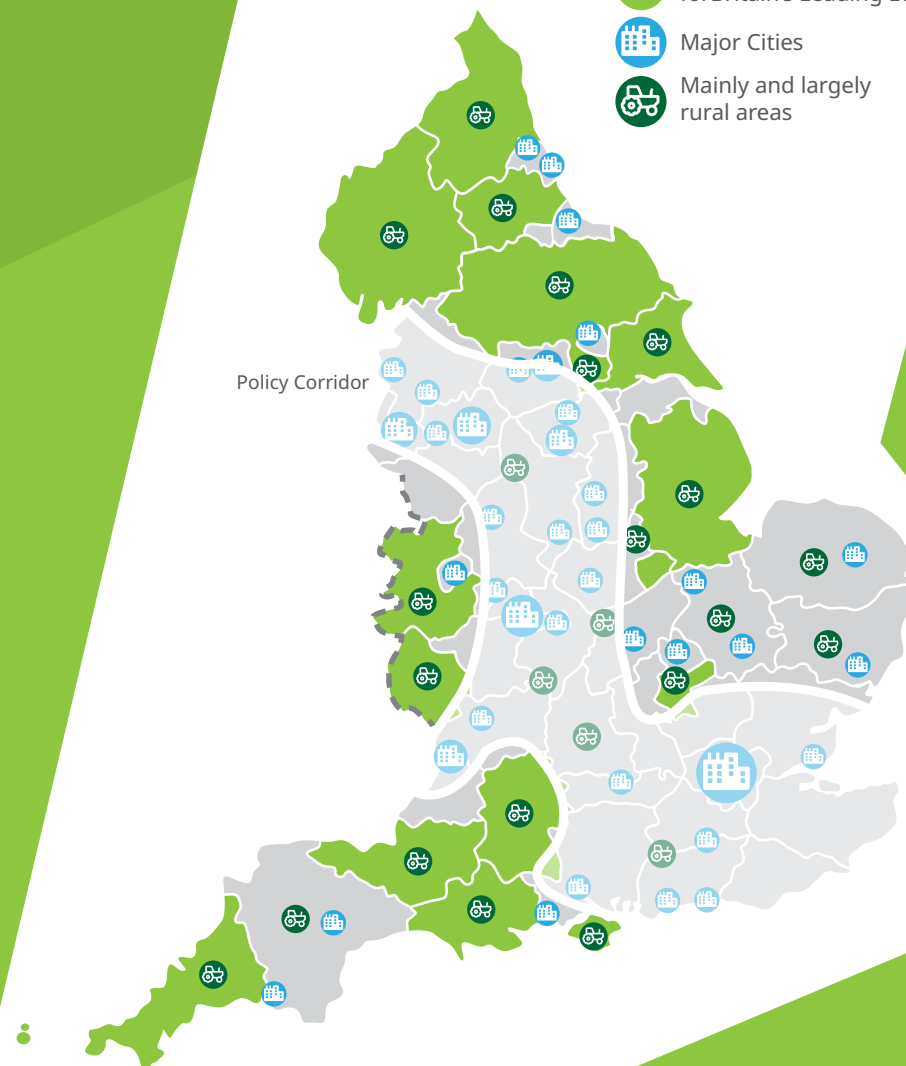 Major Cities
Mainly and largely
rural areas
Policy Corridor